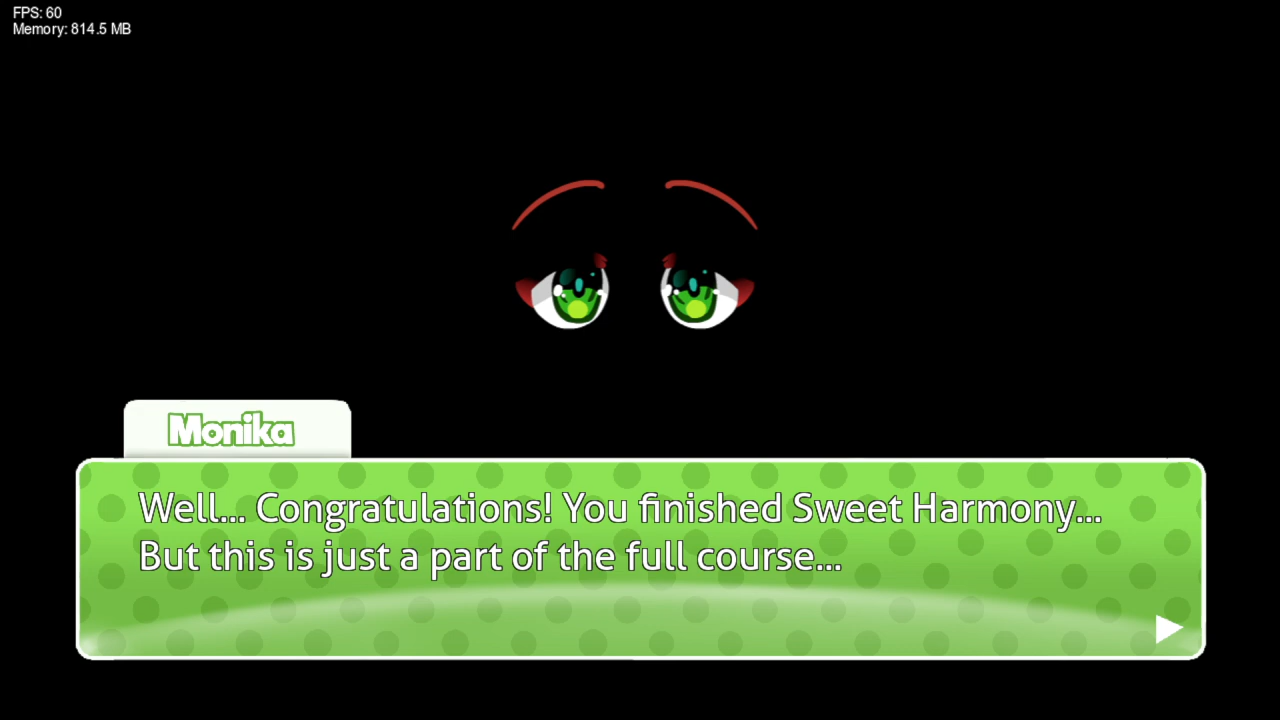 FPS: 60
Memory: 814.5 MB
Monika
Well... Congratulations! You finished Sweet Harmony...
But this is just a part of the full course...